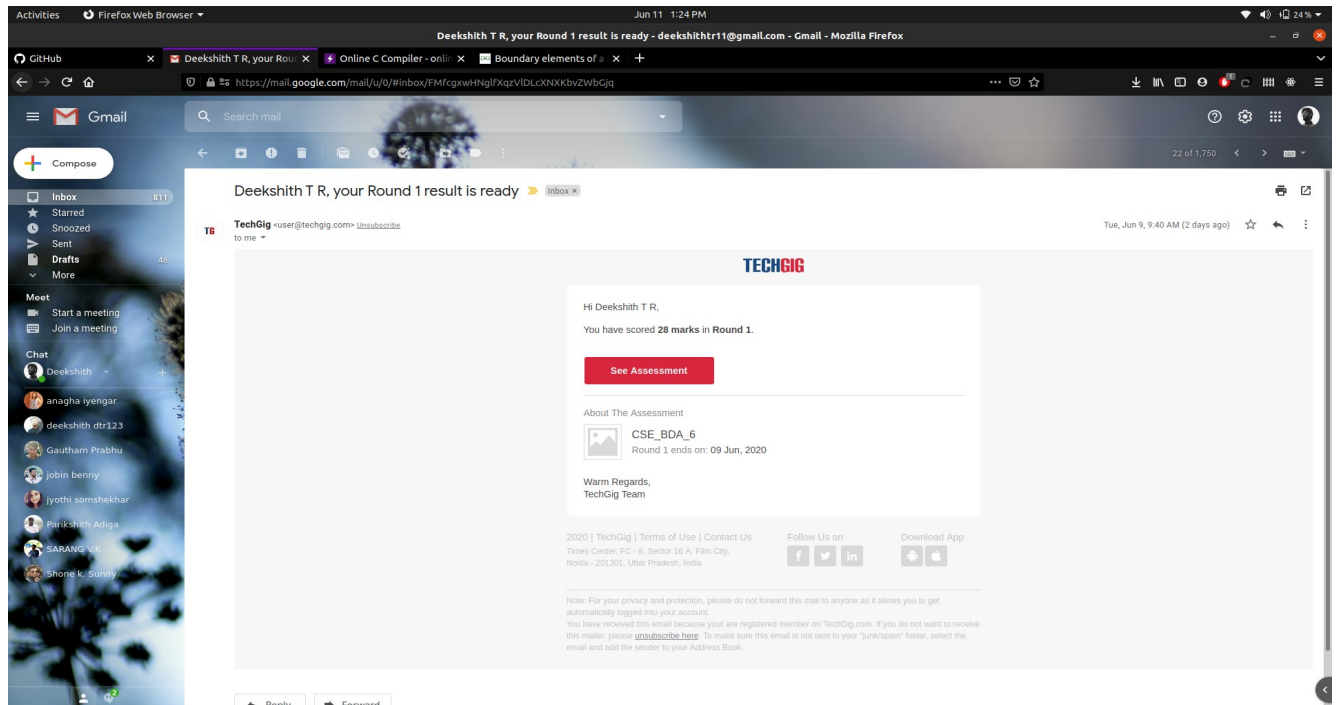 Activities Firefox Web Browser Jun 11 1:24 PM 24 %
Deekshith T R, your Round 1 result is ready - deekshithtr11@gmail.com - Gmail - Mozilla Firefox
GitHub Deekshith T R, your Roun Online C Compiler - onlin Boundary elements of a
https://mail.google.com/mail/u/0/#inbox/FMfcgxwHNglfXqzVlDLcXNXKbvZWbGjq
Gmail
Search mail
Compose
22 of 1,750
Inbox 811
Starred
Snoozed
Sent
Drafts 48
More
Meet
Start a meeting
Join a meeting
Chat
Deekshith
anagha iyengar
deekshith dtr123
Gautham Prabhu
jobin benny
jyothi somshekhar
Parikshith Adiga
SARANG V.K
Shone k. Sunny
2
Deekshith T R, your Round 1 result is ready Inbox x
TG
TechGig <user@techgig.com> Unsubscribe Tue, Jun 9, 9:40 AM (2 days ago)
to me
TECHGIG
Hi Deekshith T R,
You have scored 28 marks in Round 1.
See Assessment
About The Assessment
CSE_BDA_6
Round 1 ends on: 09 Jun, 2020
Warm Regards,
TechGig Team
2020 | TechGig | Terms of Use | Contact Us
Times Center, FC - 6, Sector 16 A, Film City,
Noida - 201301, Uttar Pradesh, India
Follow Us on
f in
Download App
Note: For your privacy and protection, please do not forward this mail to anyone as it allows you to get
automatically logged into your account.
You have received this email because your are registered member on TechGig.com. If you do not want to receive
this mailer, please unsubscribe here. To make sure this email is not sent to your "junk/spam" folder, select the
email and add the sender to your Address Book.
Reply Forward